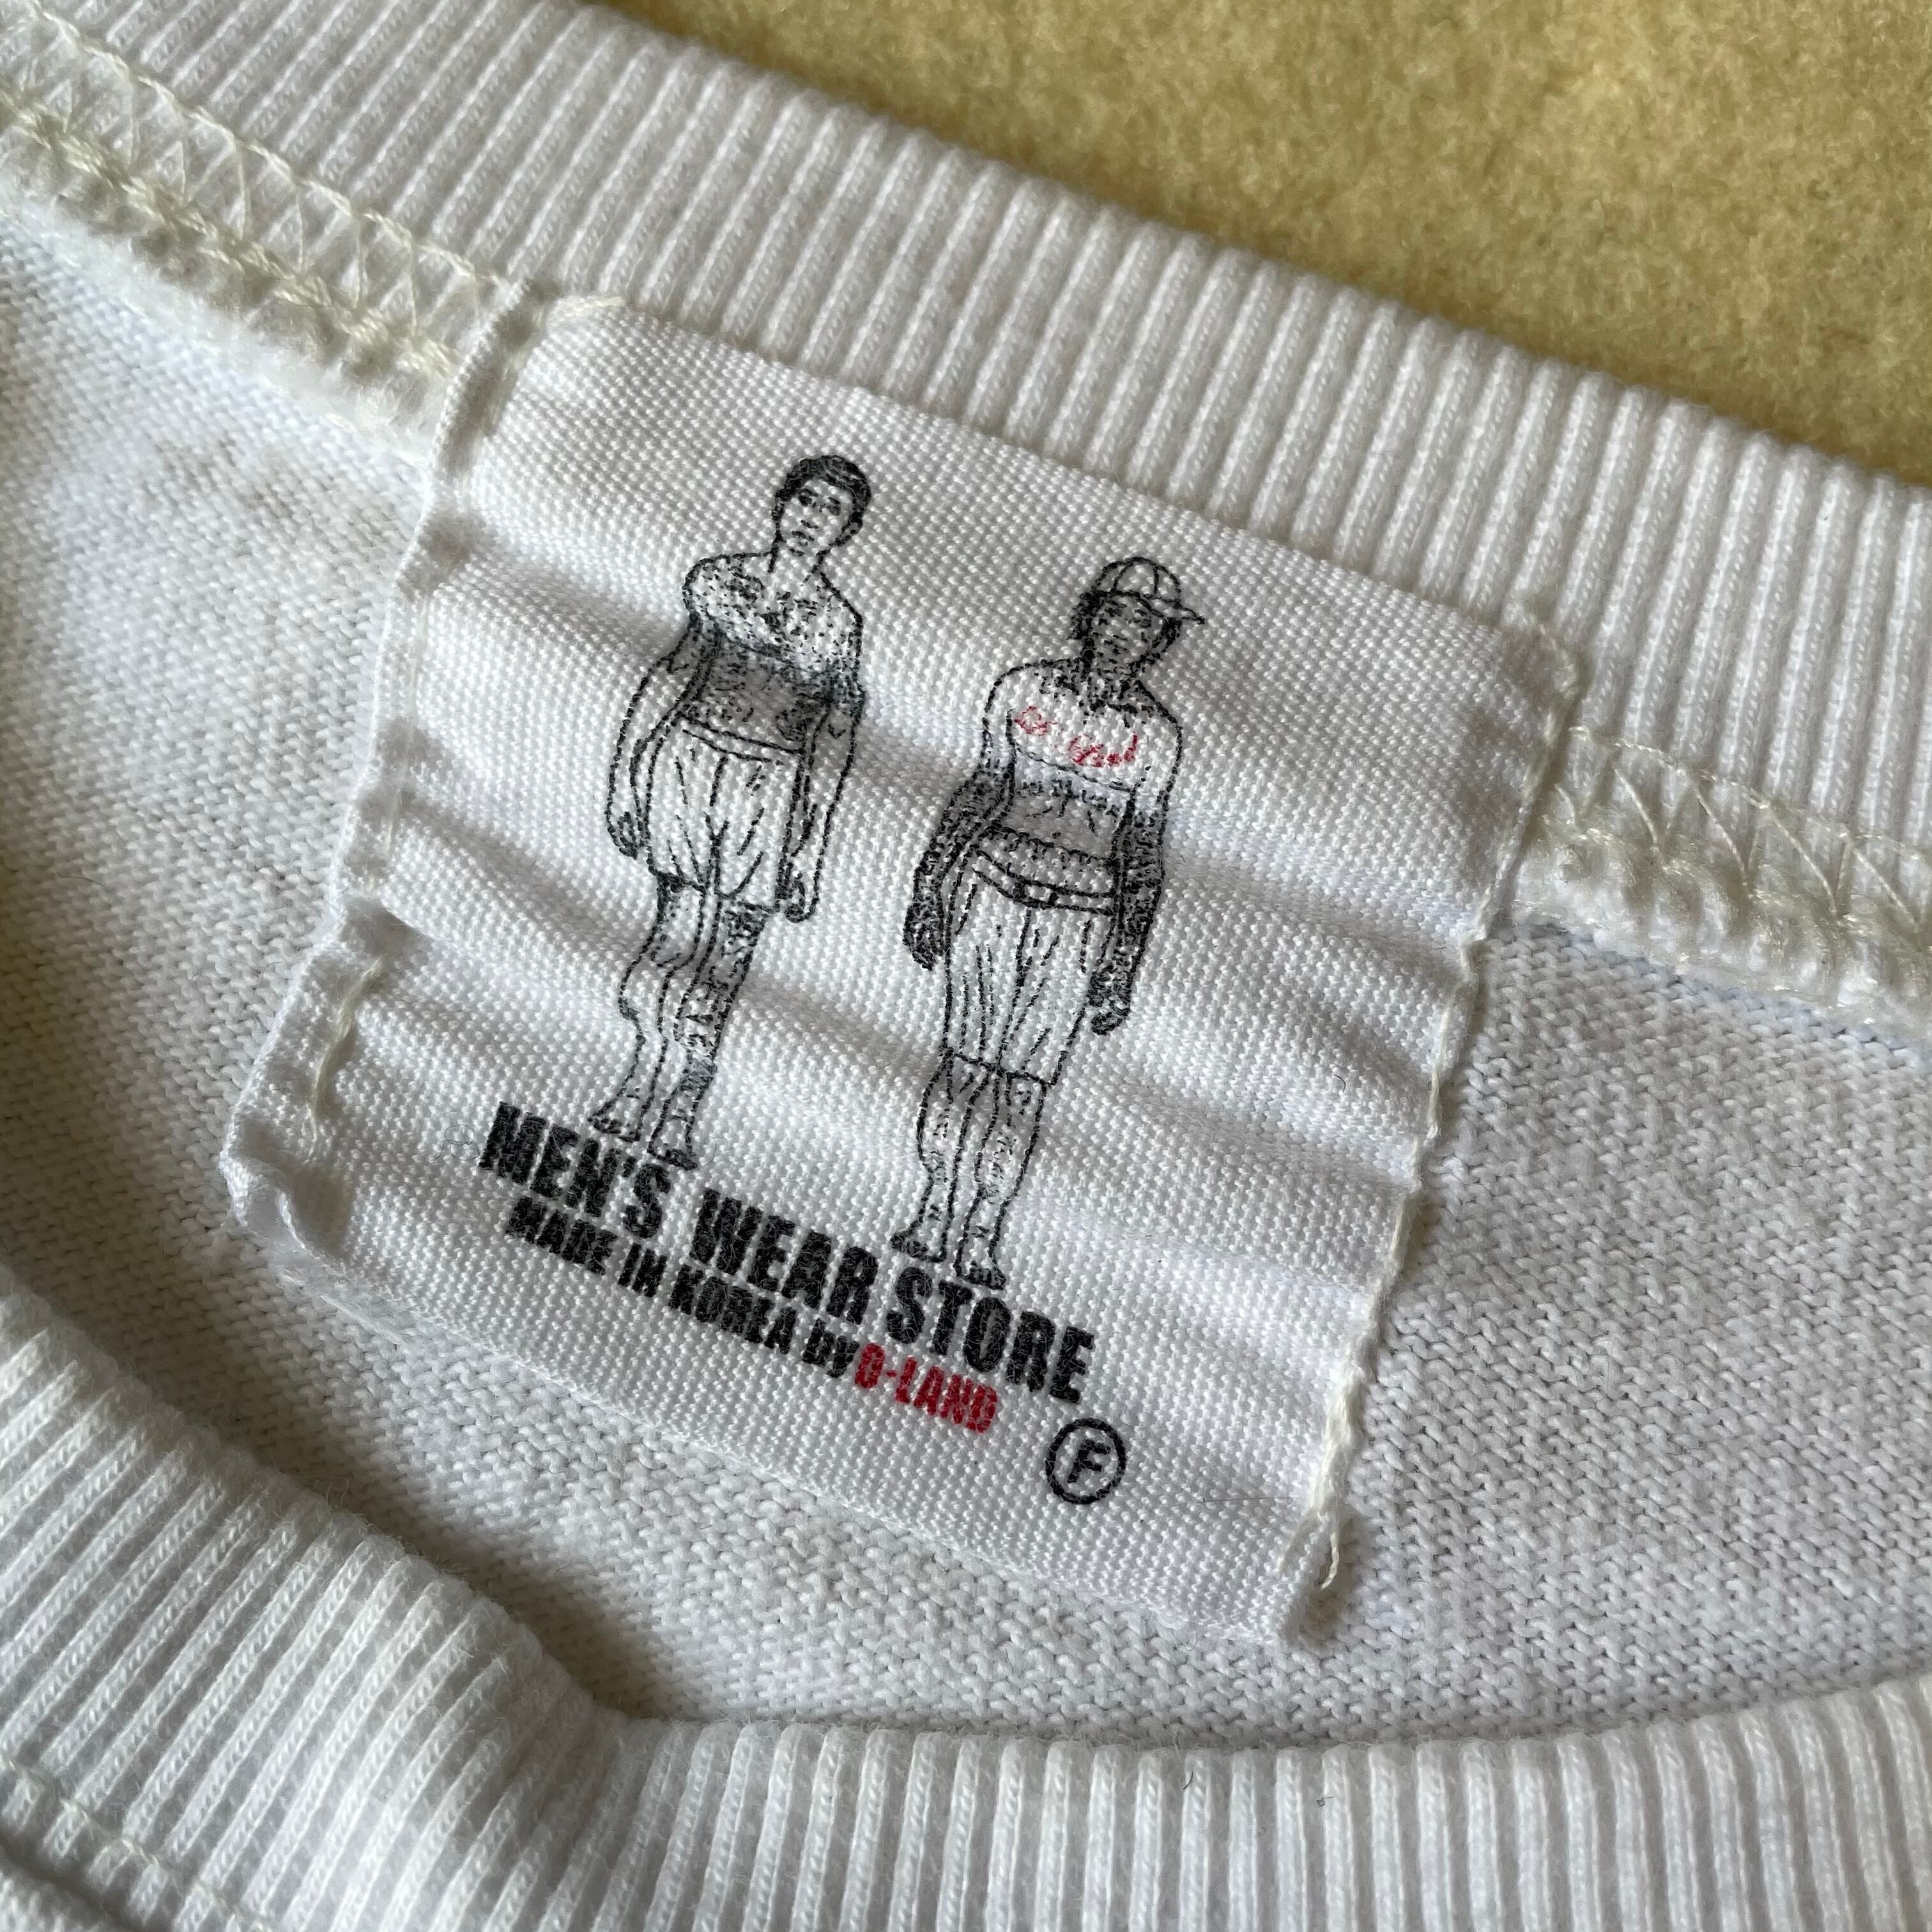 MEN'S WEAR STORE
MADE IN KOREA by D-LAND
F